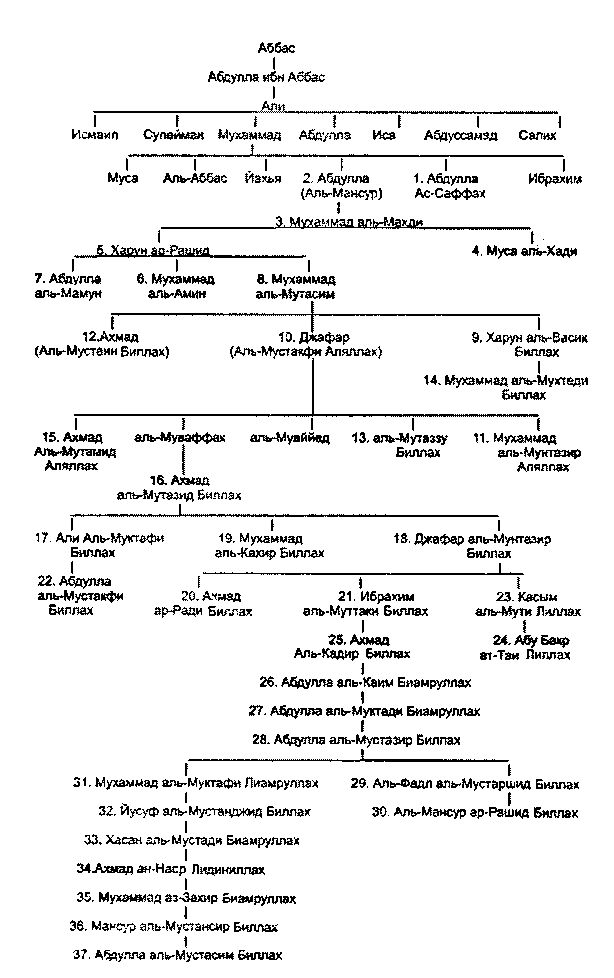 Аббас
Абдулла ибн Аббас
Али
Исмаил Сулейман Мухаммад Абдулла Иса Абдуссамэд Салих
Муса Аль-Аббас Йахья 2. Абдулла 1. Абдулла Ибрахим
(Аль-Мансур) Ас-Саффах
3. Мухаммад аль-Махди
5. Харун ар-Рашид 4. Муса аль-Хади
7. Абдулла 6. Мухаммад 8. Мухаммад
аль-Мамун аль-Амин аль-Мутасим
12.Ахмад 10. Джафар 9. Харун аль-Васик
(Аль-Мустаин Биллах) (Аль-Мустакфи Аляллах) Биллах
14. Мухаммад аль-Мухтеди
Биллах
15. Ахмад аль-Муваффах аль-Муаййад 13. аль-Мутаззу 11. Мухаммад
Аль-Мутамид Биллах аль-Мунтазир
Аляллах Аляллах
16. Ахмад
аль-Мутазид Биллах
17. Али Аль-Муктафи 19. Мухаммад 18. Джафар аль-Мунтазир
Биллах аль-Кахир Биллах Биллах
22. Абдулла 20. Ахмад 21. Ибрахим 23. Касым
аль-Мустакфи ар-Ради Биллах аль-Муттаки Биллах аль-Мути Лиллах
Биллах
25. Ахмад 24. Абу Бакр
Аль-Кадир Биллах ат-Таи Лиллах
26. Абдулла аль-Каим Биамруллах
27. Абдулла аль-Муктади Биамруллах
28. Абдулла аль-Мустазир Биллах
31. Мухаммад аль-Муктафи Лиамруллах 29. Аль-Фадл аль-Мустаршид Биллах
32. Йусуф аль-Мустанджид Биллах 30. Аль-Мансур ар-Рашид Биллах
33. Хасан аль-Мустади Биамруллах
34.Ахмад ан-Наср Лидиниллах
35. Мухаммад аз-Захир Биамруллах
36. Мансур аль-Мустансир Биллах
37. Абдулла аль-Мустасим Биллах